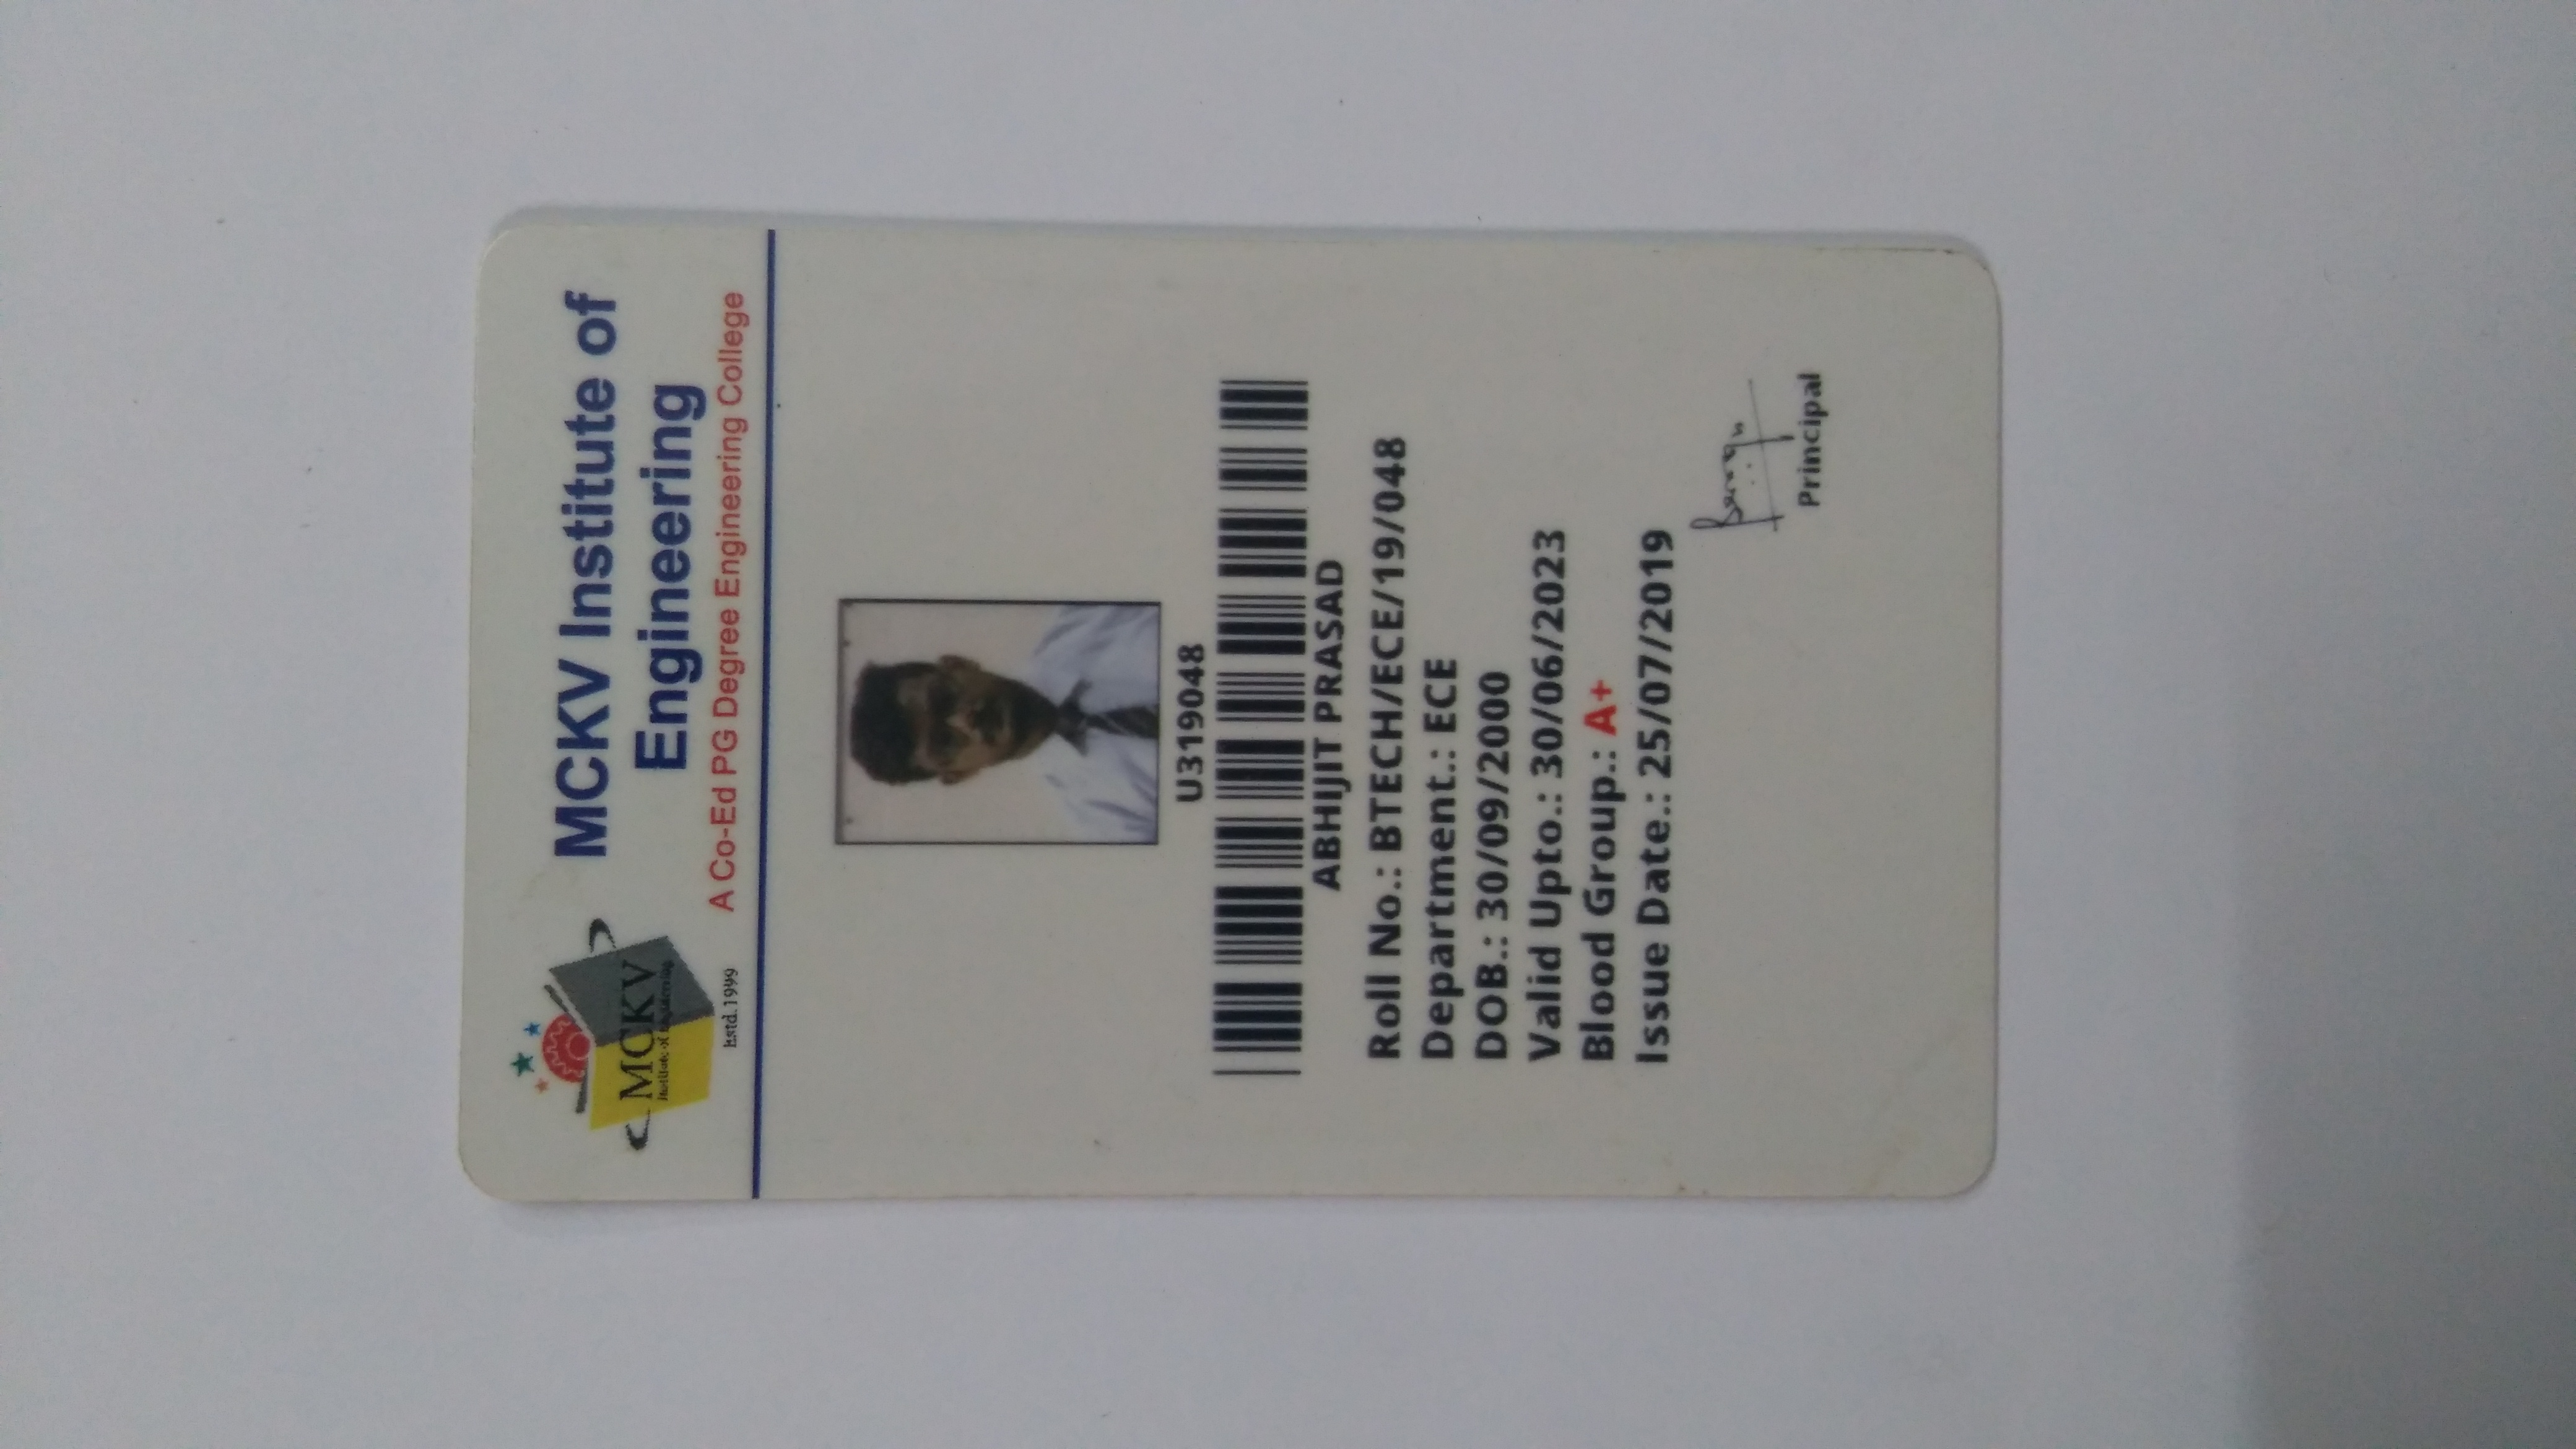 MCKV Institute of
Engineering
A Co-Ed PG Degree Engineering College
MCKV
Institute of Engineering
Estd. 1999
U319048
ABHIJIT PRASAD
Roll No.: BTECH/ECE/19/048
Department.: ECE
DOB.: 30/09/2000
Valid Upto.: 30/06/2023
Blood Group.: A+
Issue Date.: 25/07/2019
Principal